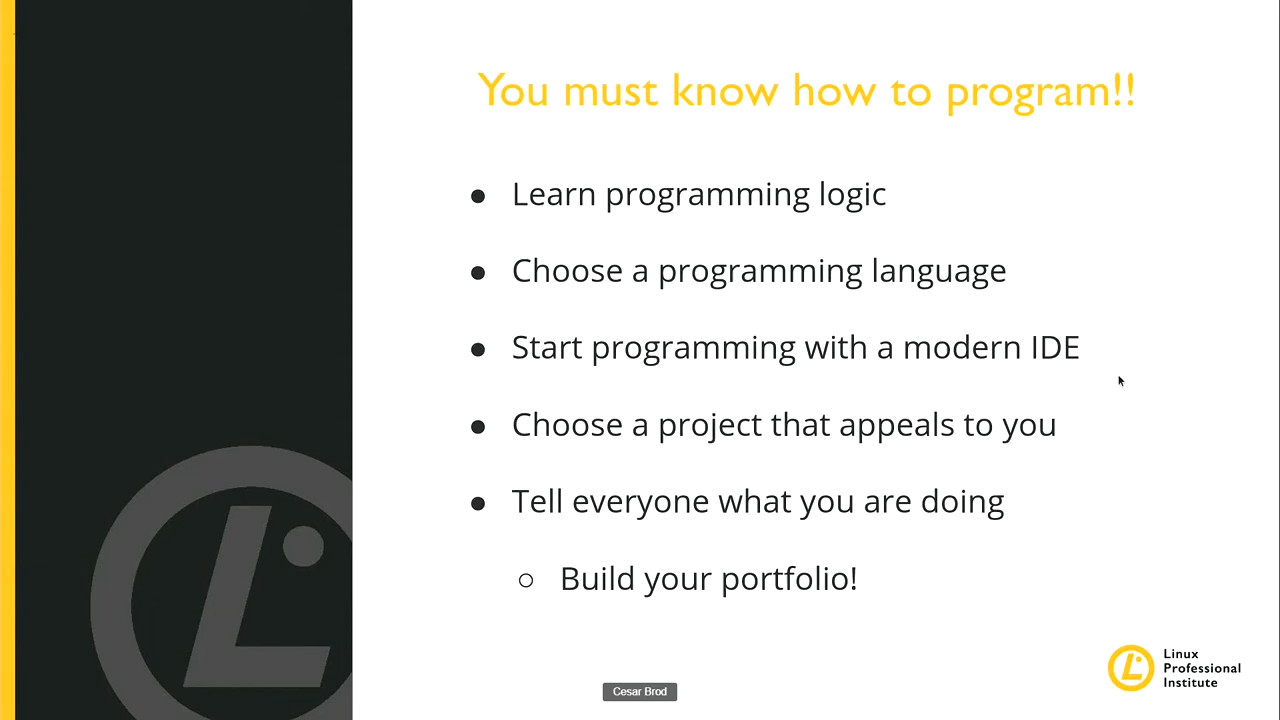 You must know how to program!!
● Learn programming logic
● Choose a programming language
● Start programming with a modern IDE
● Choose a project that appeals to you
● Tell everyone what you are doing
○ Build your portfolio!
Linux
Professional
Institute
Cesar Brod